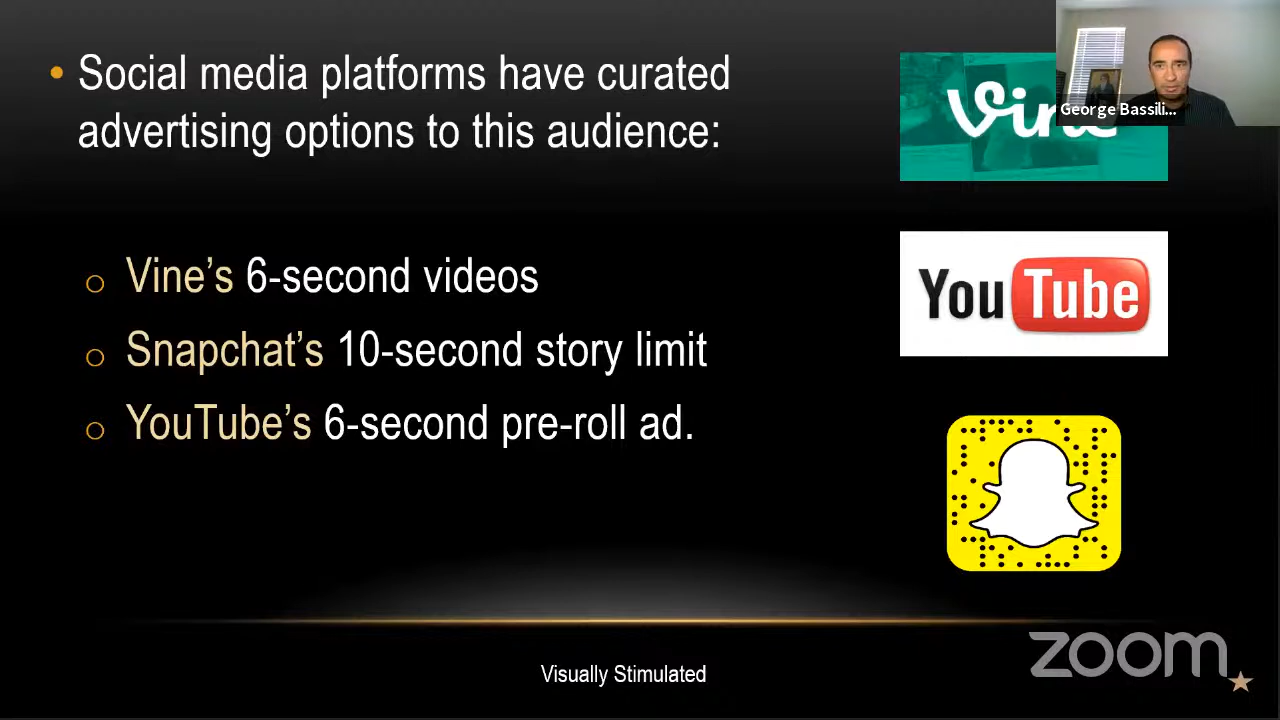 • Social media platforms have curated
advertising options to this audience:
o Vine's 6-second videos
o Snapchat's 10-second story limit
o YouTube's 6-second pre-roll ad.
Vine
George Bassili...
YouTube
zoom
Visually Stimulated